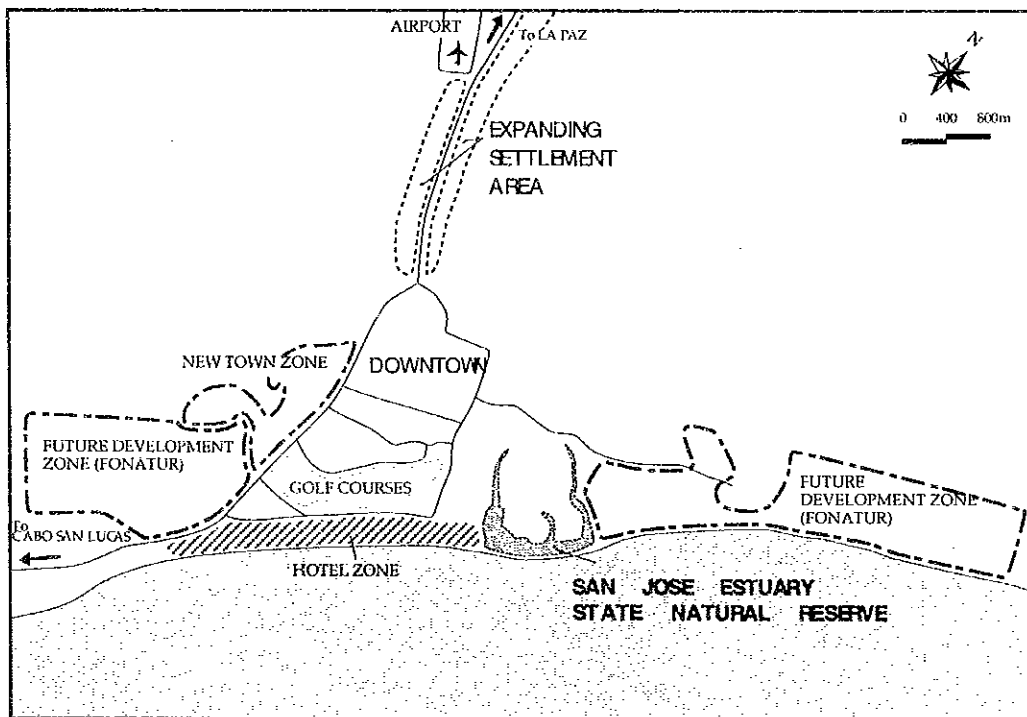 AIRPORT
To LA PAZ
N
0 400 800m
EXPANDING
SETTLEMENT
AREA
NEW TOWN ZONE
DOWNTOWN
FUTURE DEVELOPMENT
ZONE (FONATUR)
GOLF COURSES
FUTURE
DEVELOPMENT ZONE
(FONATUR)
To
CABO SAN LUCAS
HOTEL ZONE
SAN JOSE ESTUARY
STATE NATURAL RESERVE